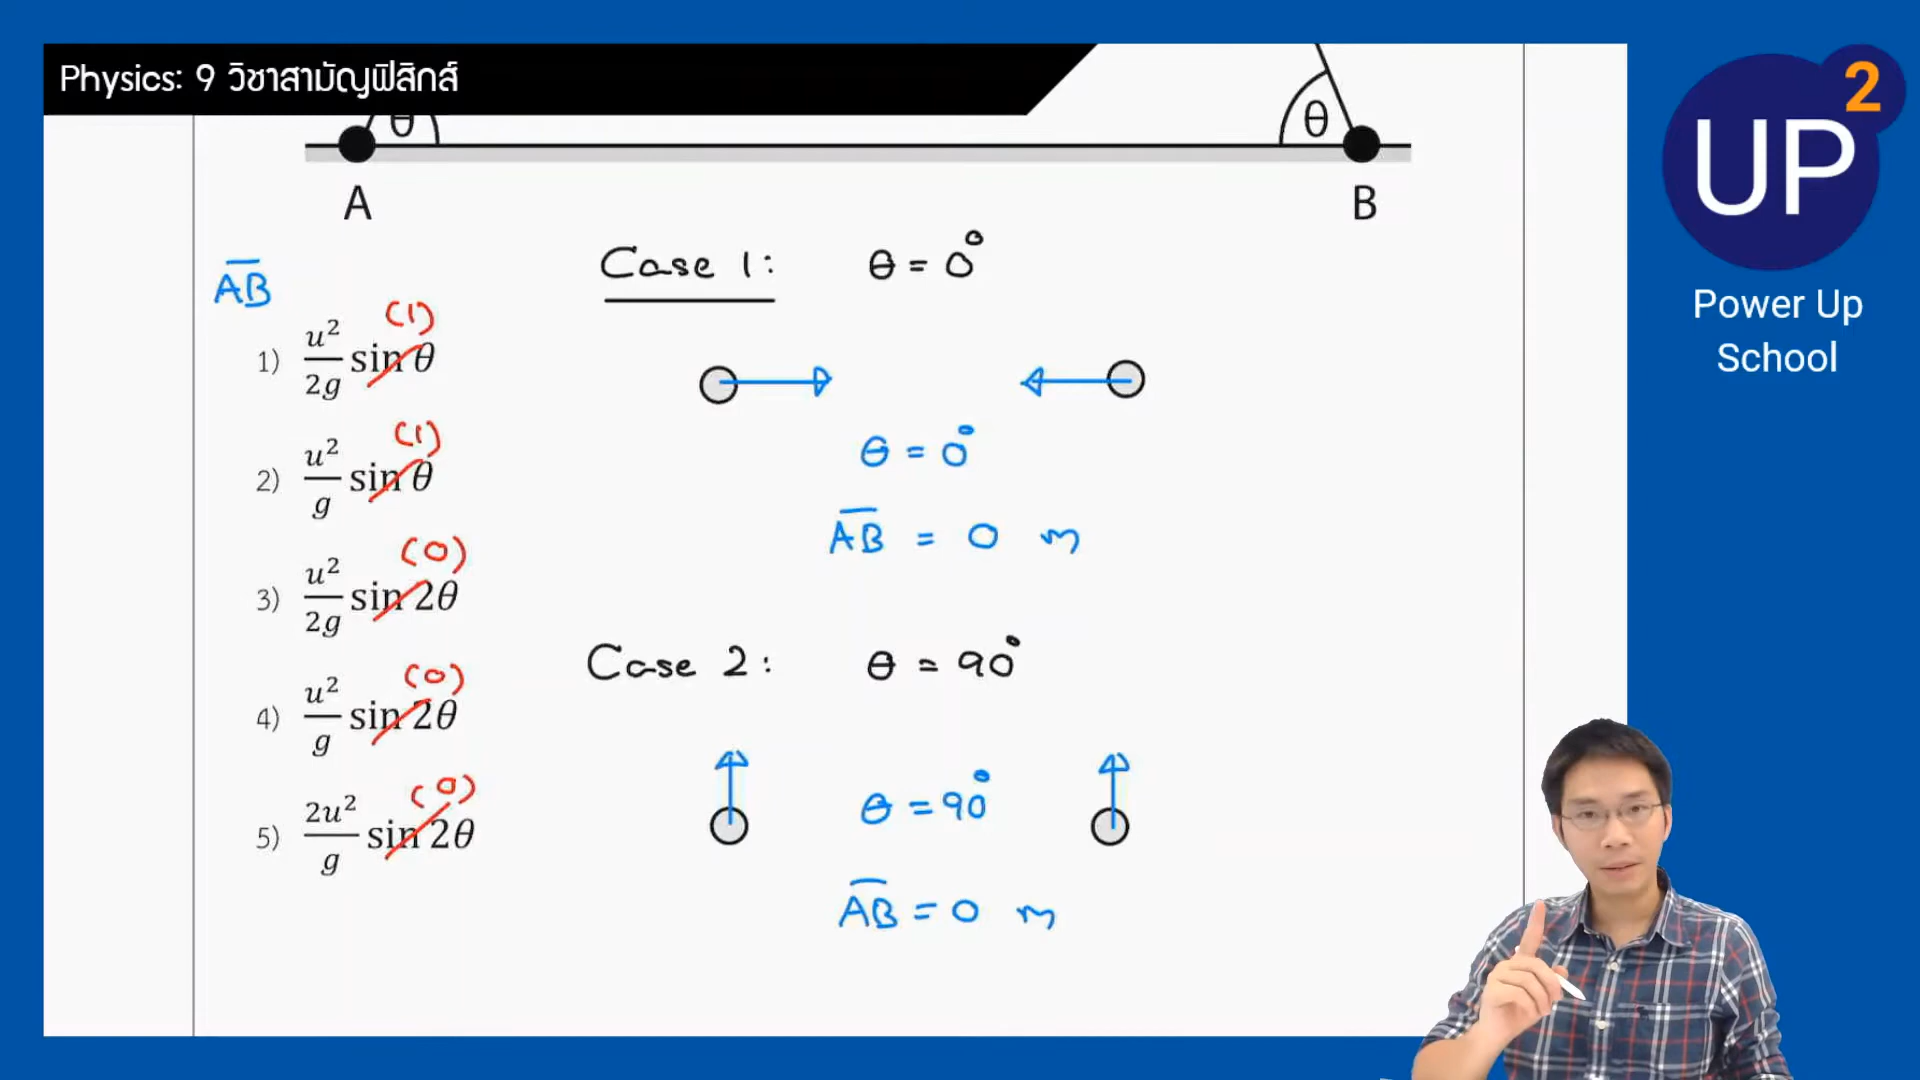 Physics: 9 วิชาสามัญฟิสิกส์
2
UP
Power Up
School
θ
θ
A
B
AB
Case 1: θ = 0°
1) u²/2g sin θ (1)
2) u²/g sin θ (1)
θ = 0°
AB = 0 m
3) u²/2g sin 2θ (0)
Case 2: θ = 90°
4) u²/g sin 2θ (0)
5) 2u²/g sin 2θ (0)
θ = 90°
AB = 0 m